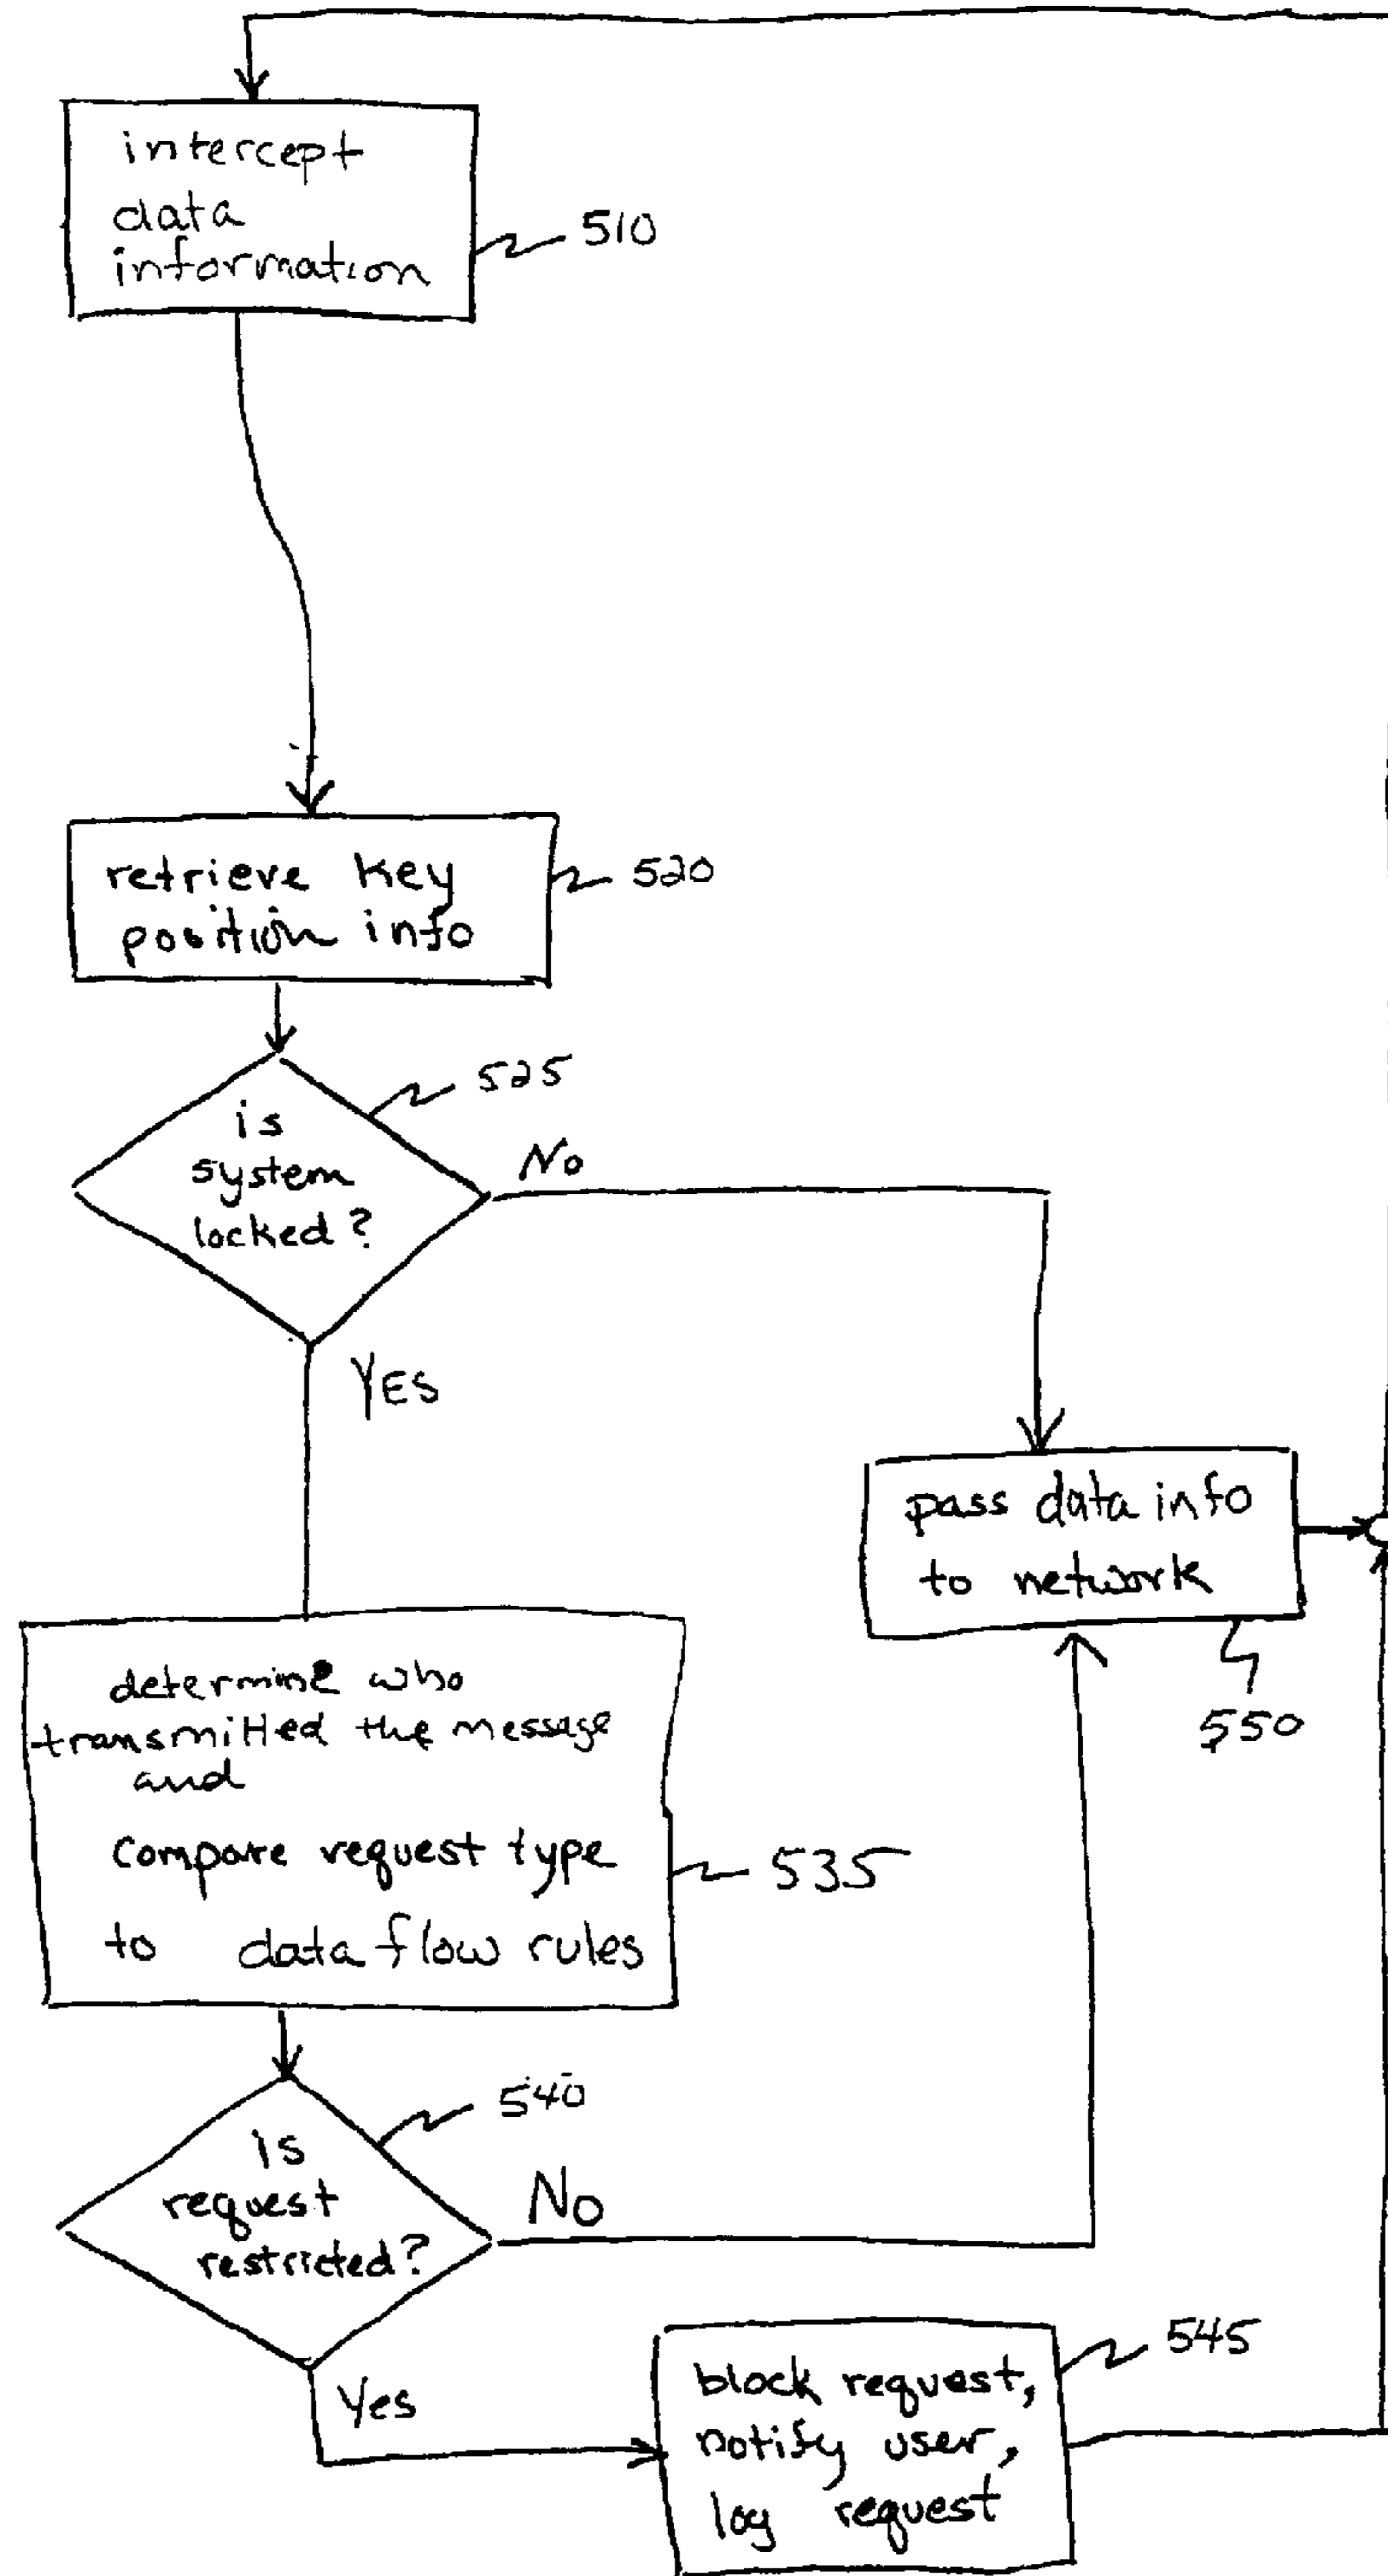 intercept
data
information
510
retrieve key
position info
520
525
is
system
locked?
No
YES
pass data info
to network
550
determine who
transmitted the message
and
compare request type
to data flow rules
535
540
is
request
restricted?
No
Yes
545
block request,
notify user,
log request